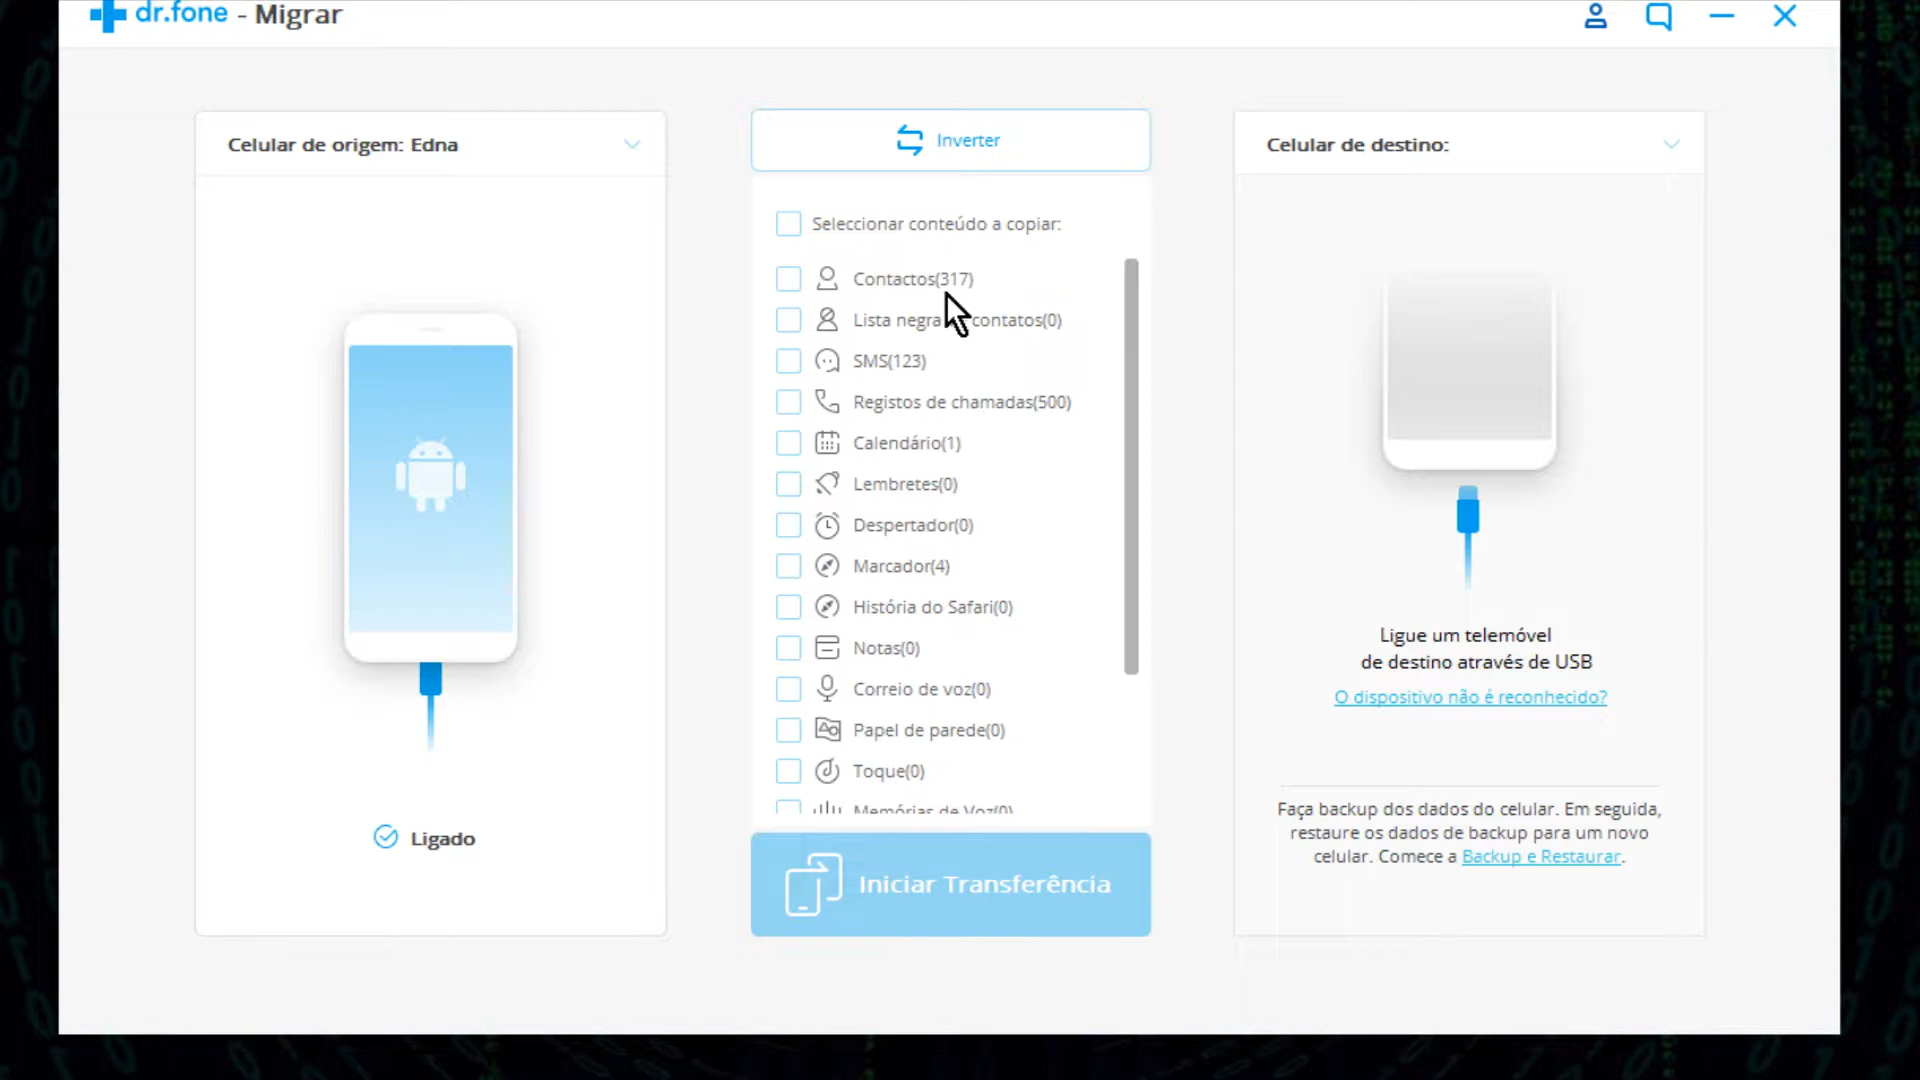 dr.fone - Migrar
Celular de origem: Edna
Ligado
Inverter
Seleccionar conteúdo a copiar:
Contactos(317)
Lista negra contatos(0)
SMS(123)
Registos de chamadas(500)
Calendário(1)
Lembretes(0)
Despertador(0)
Marcador(4)
História do Safari(0)
Notas(0)
Correio de voz(0)
Papel de parede(0)
Toque(0)
Memórias de Voz(0)
Iniciar Transferência
Celular de destino:
Ligue um telemóvel
de destino através de USB
O dispositivo não é reconhecido?
Faça backup dos dados do celular. Em seguida,
restaure os dados de backup para um novo
celular. Comece a Backup e Restaurar.